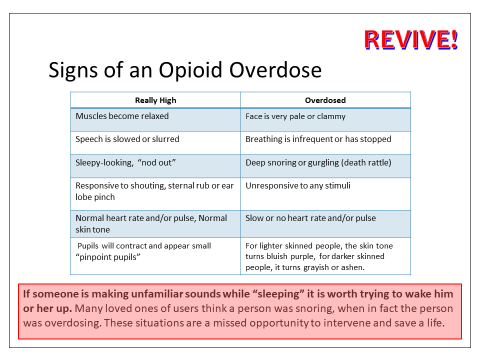 REVIVE!
Signs of an Opioid Overdose
Really High
Overdosed
Muscles become relaxed
Face is very pale or clammy
Speech is slowed or slurred
Breathing is infrequent or has stopped
Sleepy-looking, “nod out”
Deep snoring or gurgling (death rattle)
Responsive to shouting, sternal rub or ear
lobe pinch
Unresponsive to any stimuli
Normal heart rate and/or pulse, Normal
skin tone
Slow or no heart rate and/or pulse
Pupils will contract and appear small
“pinpoint pupils”
For lighter skinned people, the skin tone
turns bluish purple, for darker skinned
people, it turns grayish or ashen.
If someone is making unfamiliar sounds while “sleeping” it is worth trying to wake him
or her up. Many loved ones of users think a person was snoring, when in fact the person
was overdosing. These situations are a missed opportunity to intervene and save a life.